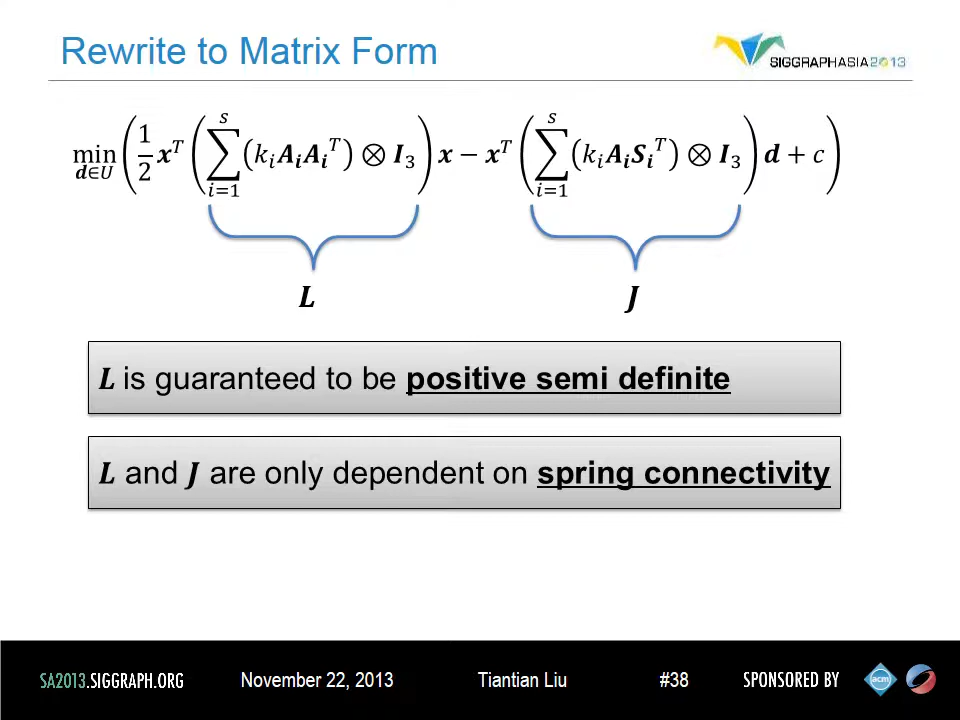 Rewrite to Matrix Form
SIGGRAPHASIA2013
min_{d∈U} ( 1/2 x^T ( ∑_{i=1}^{s} (k_i A_i A_i^T) ⊗ I_3 ) x − x^T ( ∑_{i=1}^{s} (k_i A_i S_i^T) ⊗ I_3 ) d + c )
L J
L is guaranteed to be positive semi definite
L and J are only dependent on spring connectivity
SA2013.SIGGRAPH.ORG November 22, 2013 Tiantian Liu #38 SPONSORED BY acm